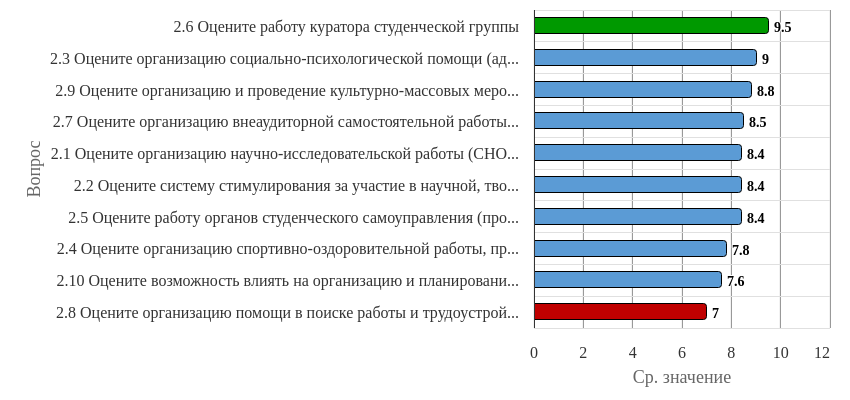 2.6 Оцените работу куратора студенческой группы
9.5
2.3 Оцените организацию социально-психологической помощи (ад...
9
2.9 Оцените организацию и проведение культурно-массовых меро...
8.8
2.7 Оцените организацию внеаудиторной самостоятельной работы...
8.5
2.1 Оцените организацию научно-исследовательской работы (СНО...
8.4
2.2 Оцените систему стимулирования за участие в научной, тво...
8.4
2.5 Оцените работу органов студенческого самоуправления (про...
8.4
2.4 Оцените организацию спортивно-оздоровительной работы, пр...
7.8
2.10 Оцените возможность влиять на организацию и планировани...
7.6
2.8 Оцените организацию помощи в поиске работы и трудоустрой...
7
Вопрос
0 2 4 6 8 10 12
Ср. значение